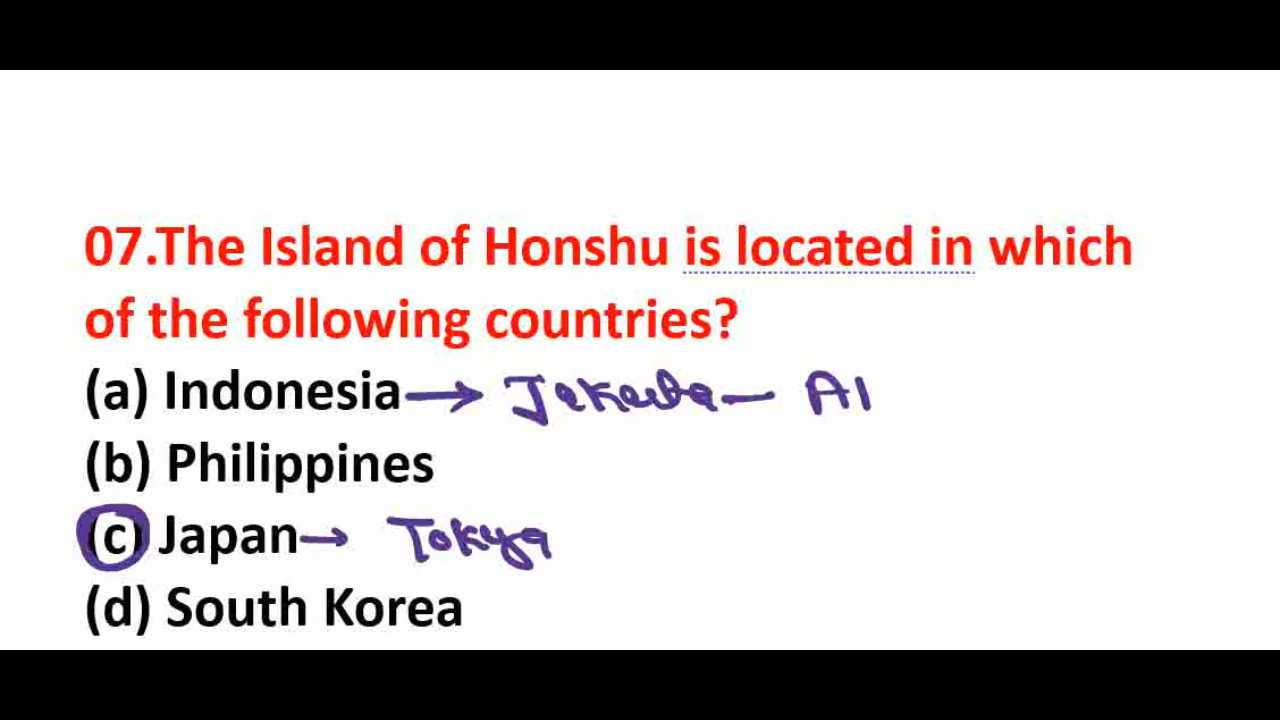 07.The Island of Honshu is located in which
of the following countries?
(a) Indonesia → Jakarta — AI
(b) Philippines
(c) Japan → Tokyo
(d) South Korea